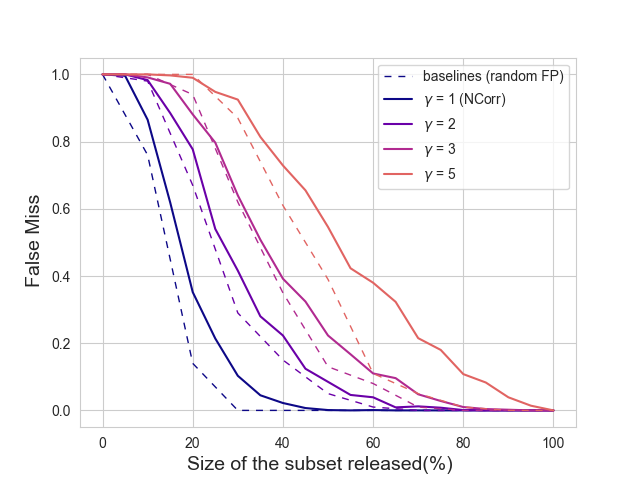 False Miss
1.0
0.8
0.6
0.4
0.2
0.0
0 20 40 60 80 100
Size of the subset released(%)
baselines (random FP)
γ = 1 (NCorr)
γ = 2
γ = 3
γ = 5